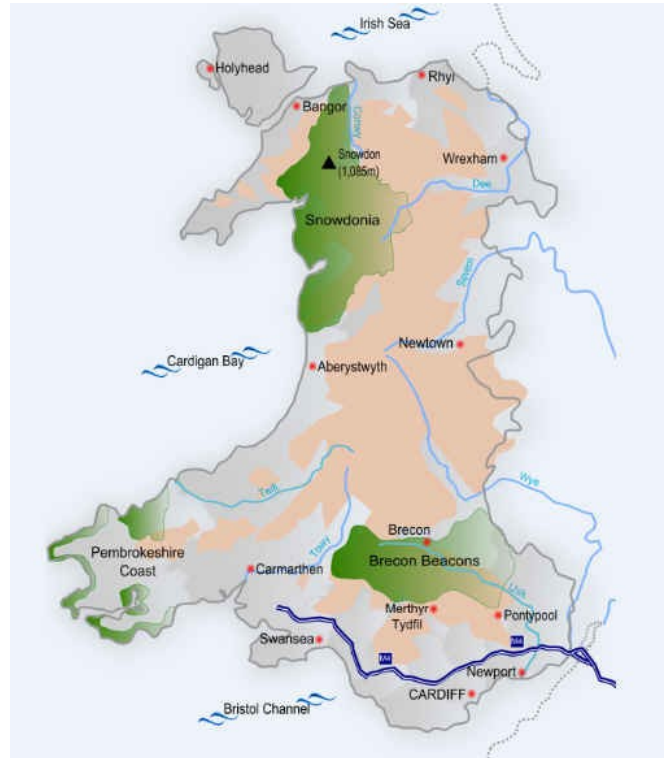 Irish Sea
Holyhead
Rhyl
Bangor
Conwy
Snowdon
(1,085m)
Wrexham
Dee
Snowdonia
Severn
Newtown
Cardigan Bay
Aberystwyth
Teifi
Wye
Towy
Brecon
Pembrokeshire
Coast
Brecon Beacons
Carmarthen
Usk
Merthyr
Tydfil
Pontypool
Swansea
M4
M4
Newport
CARDIFF
Bristol Channel